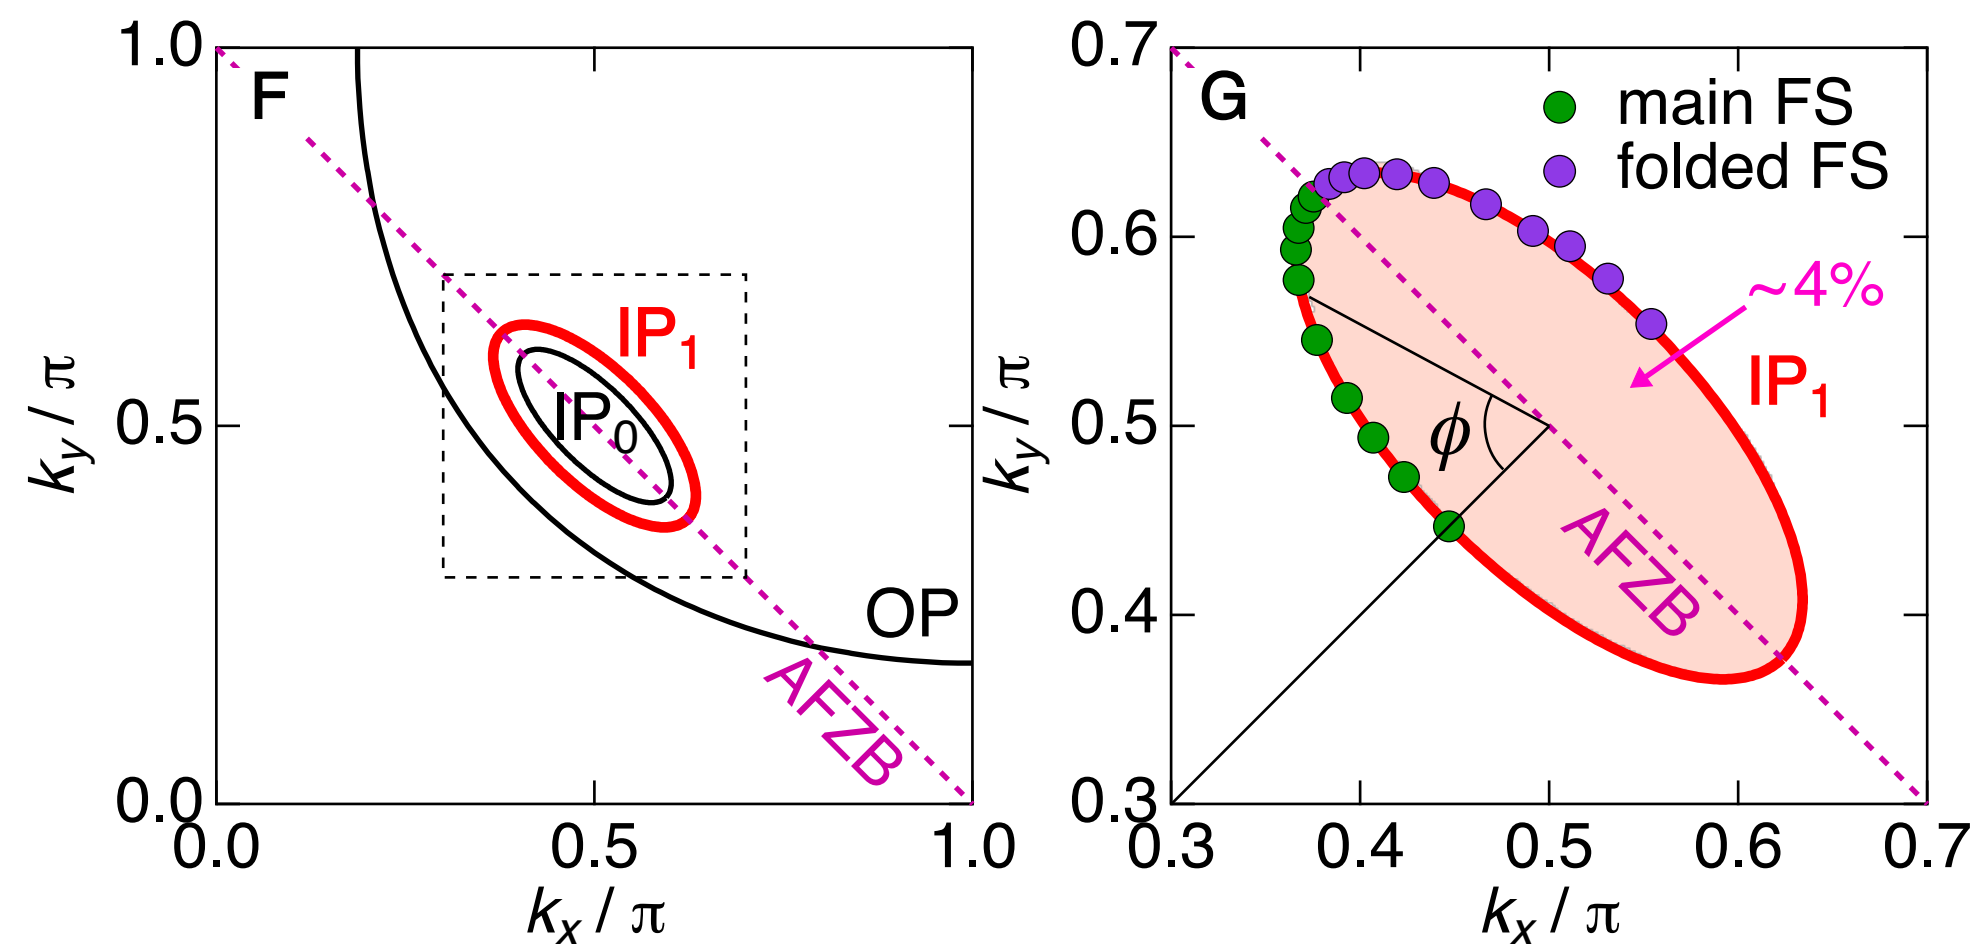 F
1.0
0.5
0.0
0.0
0.5
1.0
kx / π
ky / π
IP1
IP0
OP
AFZB
G
0.7
0.6
0.5
0.4
0.3
0.3
0.4
0.5
0.6
0.7
kx / π
ky / π
main FS
folded FS
~4%
IP1
ϕ
AFZB